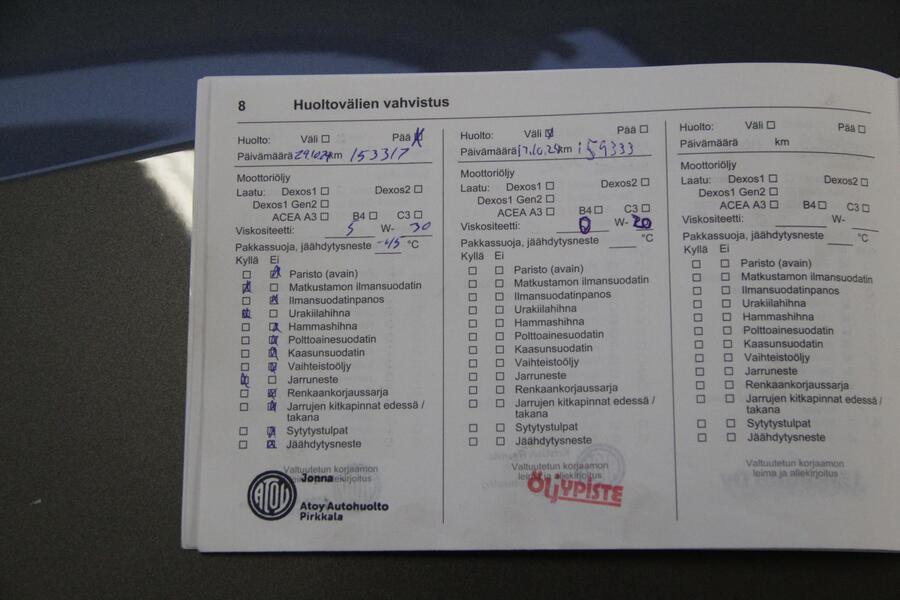 8 Huoltovälien vahvistus
Huolto: Väli Pää
Päivämäärä 29.10.24 km 153317
Moottoriöljy
Laatu: Dexos1 Dexos2
Dexos1 Gen2
ACEA A3 B4 C3
Viskositeetti: 5 W- 30
Pakkassuoja, jäähdytysneste -45 °C
Kyllä Ei
Paristo (avain)
Matkustamon ilmansuodatin
Ilmansuodatinpanos
Urakiilahihna
Hammashihna
Polttoainesuodatin
Kaasunsuodatin
Vaihteistoöljy
Jarruneste
Renkaankorjaussarja
Jarrujen kitkapinnat edessä /
takana
Sytytystulpat
Jäähdytysneste
Valtuutetun korjaamon
leima ja allekirjoitus
ATOY
Jonna
Atoy Autohuolto
Pirkkala
Huolto: Väli Pää
Päivämäärä km 159333
Moottoriöljy
Laatu: Dexos1 Dexos2
Dexos1 Gen2
ACEA A3 B4 C3
Viskositeetti: 0 W- 20
Pakkassuoja, jäähdytysneste °C
Kyllä Ei
Paristo (avain)
Matkustamon ilmansuodatin
Ilmansuodatinpanos
Urakiilahihna
Hammashihna
Polttoainesuodatin
Kaasunsuodatin
Vaihteistoöljy
Jarruneste
Renkaankorjaussarja
Jarrujen kitkapinnat edessä /
takana
Sytytystulpat
Jäähdytysneste
Valtuutetun korjaamon
leima ja allekirjoitus
ÖLJYPISTE
Huolto: Väli Pää
Päivämäärä km
Moottoriöljy
Laatu: Dexos1 Dexos2
Dexos1 Gen2
ACEA A3 B4 C3
Viskositeetti: W-
Pakkassuoja, jäähdytysneste °C
Kyllä Ei
Paristo (avain)
Matkustamon ilmansuodatin
Ilmansuodatinpanos
Urakiilahihna
Hammashihna
Polttoainesuodatin
Kaasunsuodatin
Vaihteistoöljy
Jarruneste
Renkaankorjaussarja
Jarrujen kitkapinnat edessä /
takana
Sytytystulpat
Jäähdytysneste
Valtuutetun korjaamon
leima ja allekirjoitus